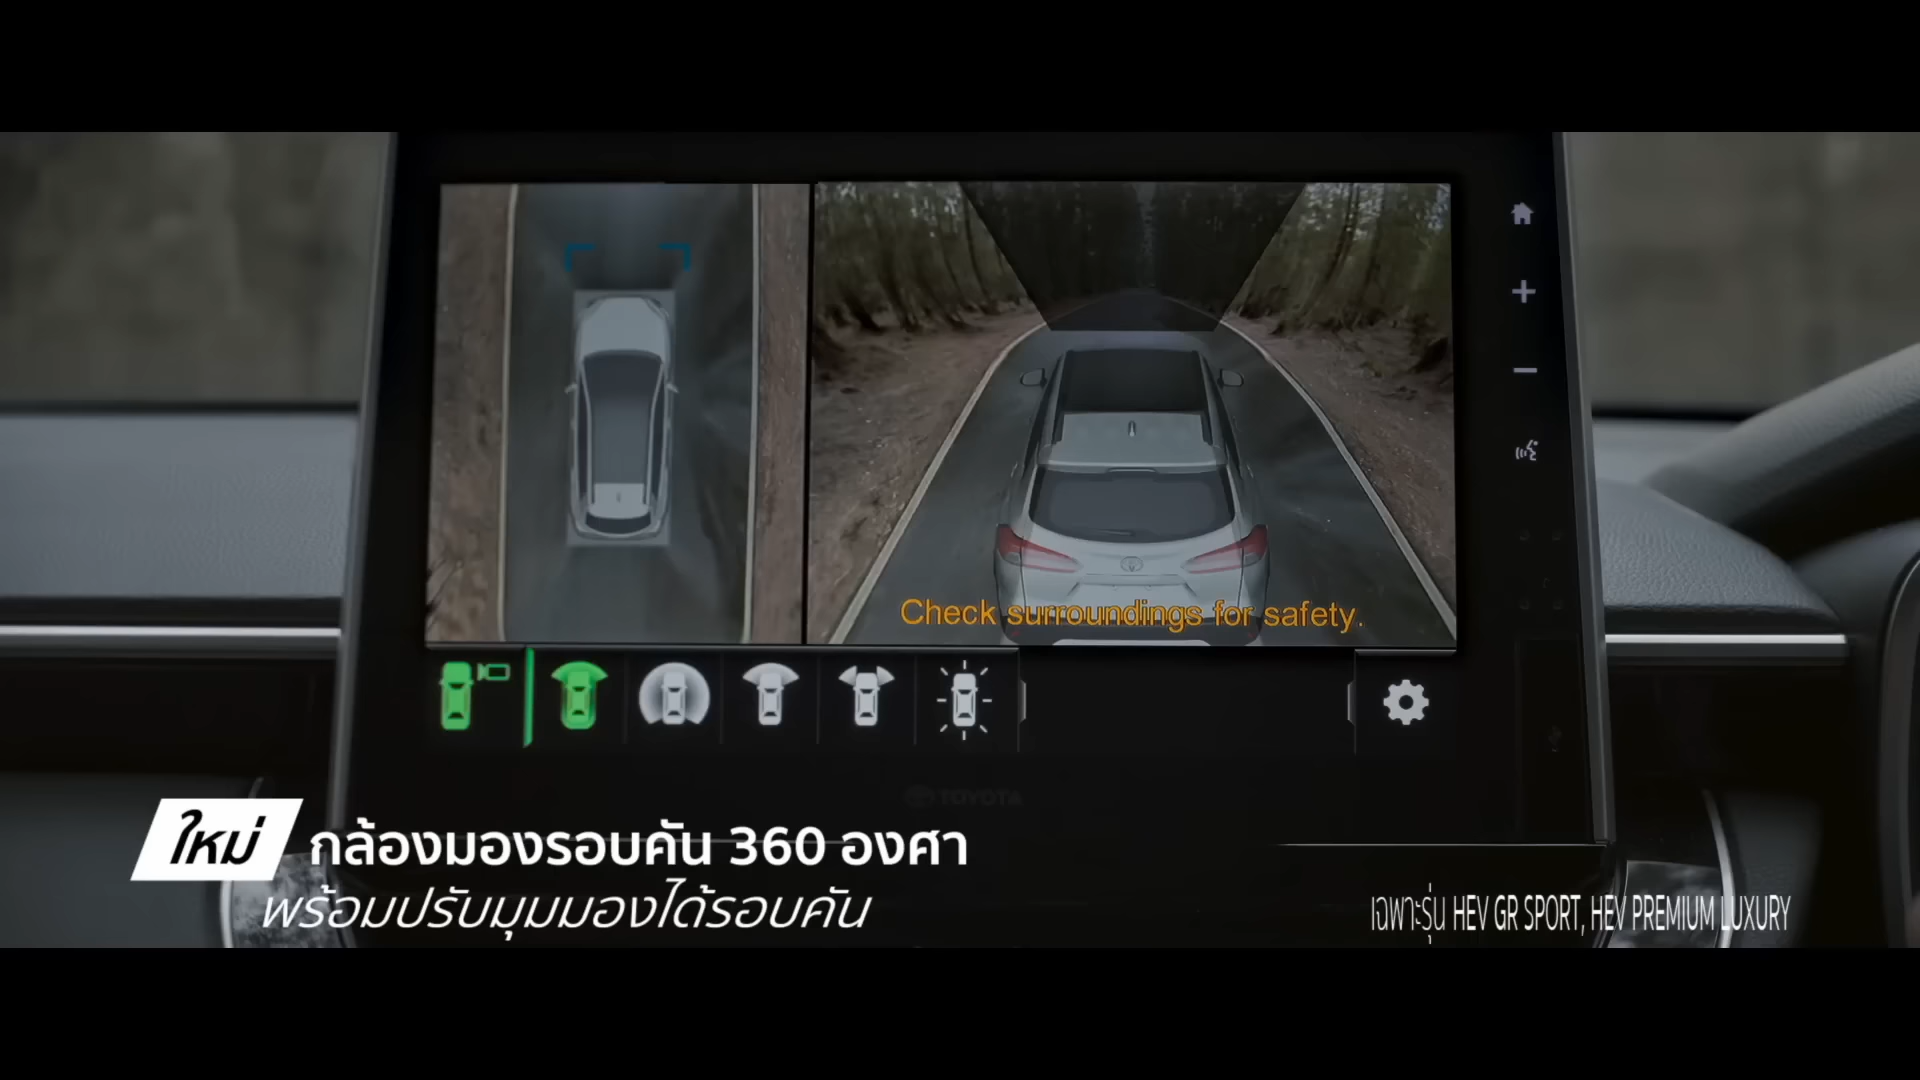 Check surroundings for safety.
TOYOTA
ใหม่ กล้องมองรอบคัน 360 องศา
พร้อมปรับมุมมองได้รอบคัน
เฉพาะรุ่น HEV GR SPORT, HEV PREMIUM LUXURY